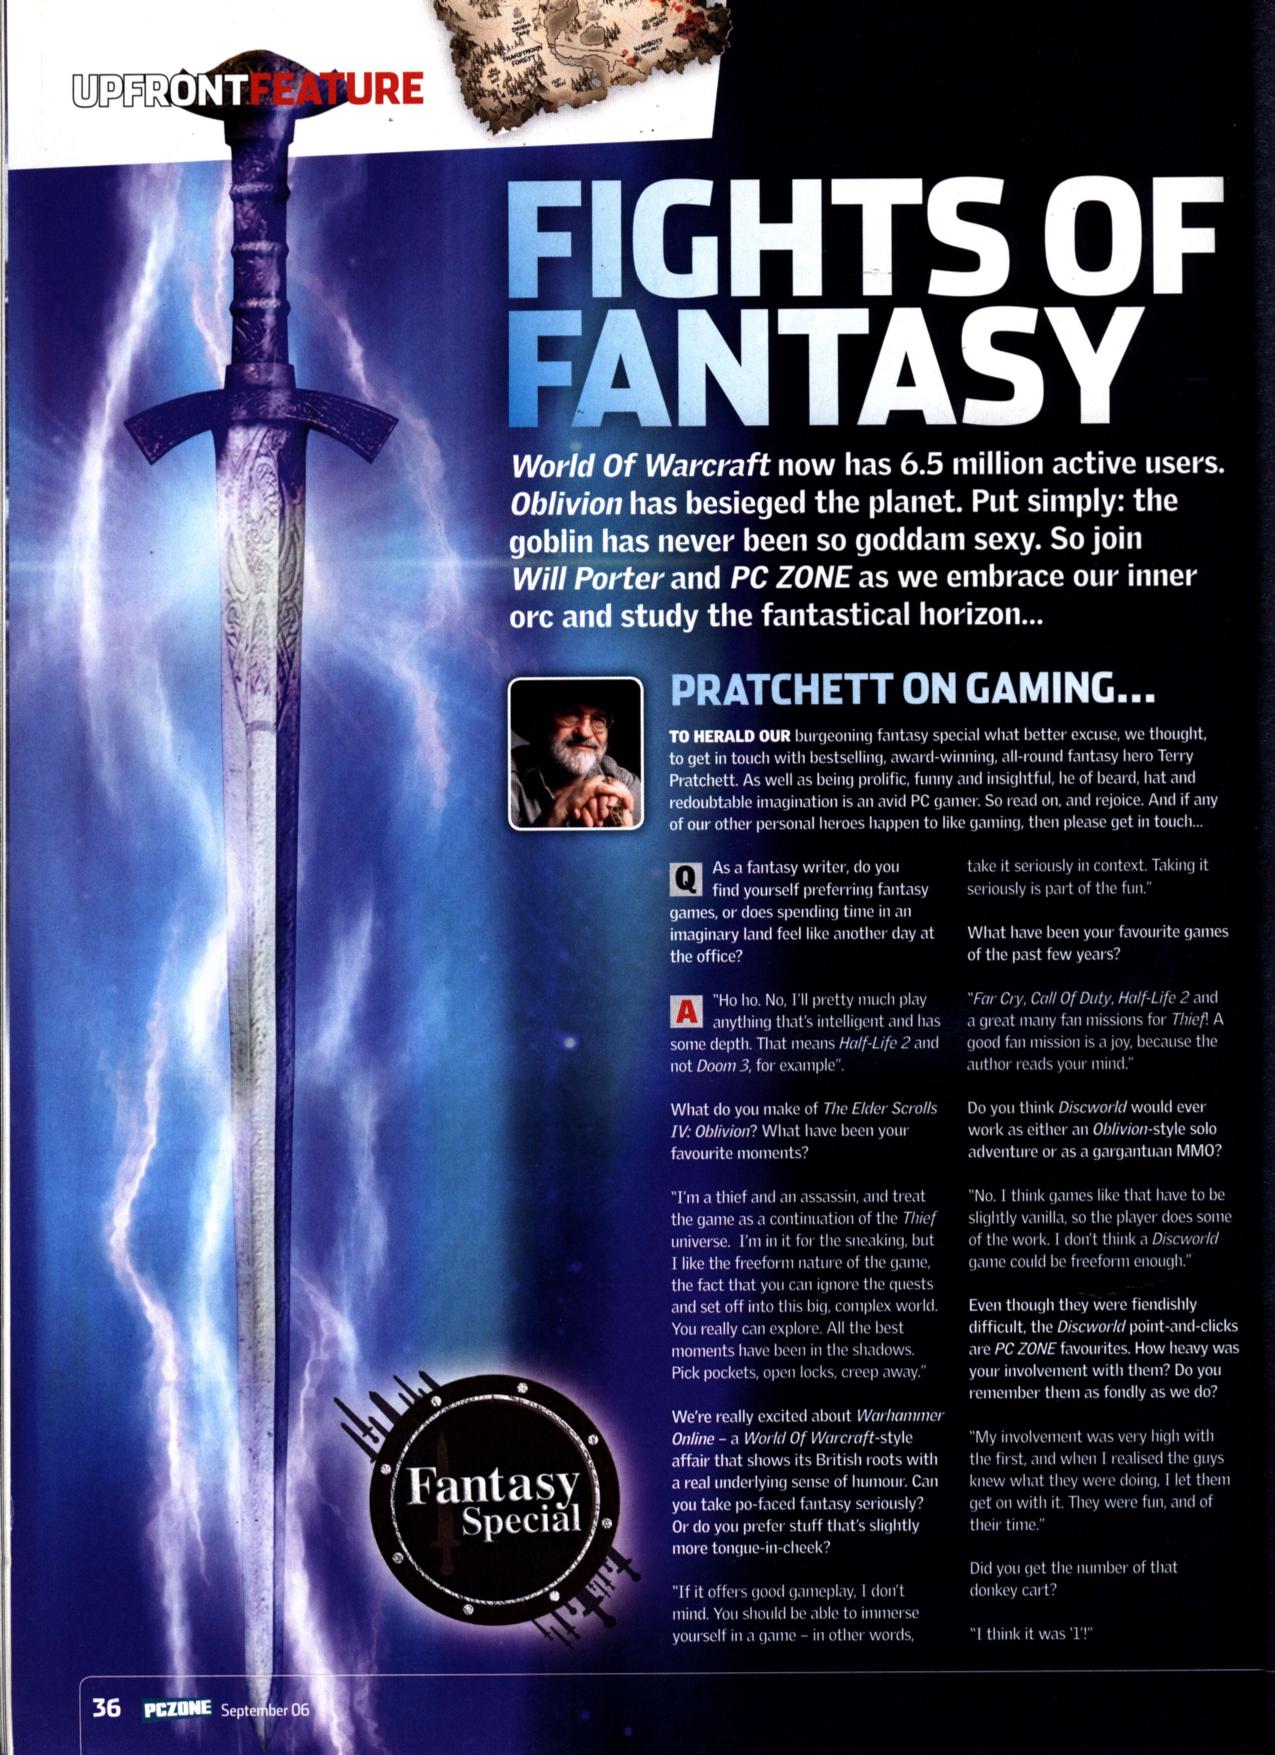 UPFRONTFEATURE
SHARPTHORN
FOREST
WARBOSS
FIGHTS OF
FANTASY
World Of Warcraft now has 6.5 million active users.
Oblivion has besieged the planet. Put simply: the
goblin has never been so goddam sexy. So join
Will Porter and PC ZONE as we embrace our inner
orc and study the fantastical horizon...
PRATCHETT ON GAMING...
TO HERALD OUR burgeoning fantasy special what better excuse, we thought,
to get in touch with bestselling, award-winning, all-round fantasy hero Terry
Pratchett. As well as being prolific, funny and insightful, he of beard, hat and
redoubtable imagination is an avid PC gamer. So read on, and rejoice. And if any
of our other personal heroes happen to like gaming, then please get in touch...
Q As a fantasy writer, do you
find yourself preferring fantasy
games, or does spending time in an
imaginary land feel like another day at
the office?
A "Ho ho. No, I'll pretty much play
anything that's intelligent and has
some depth. That means Half-Life 2 and
not Doom 3, for example".
What do you make of The Elder Scrolls
IV: Oblivion? What have been your
favourite moments?
"I'm a thief and an assassin, and treat
the game as a continuation of the Thief
universe. I'm in it for the sneaking, but
I like the freeform nature of the game,
the fact that you can ignore the quests
and set off into this big, complex world.
You really can explore. All the best
moments have been in the shadows.
Pick pockets, open locks, creep away."
We're really excited about Warhammer
Online – a World Of Warcraft-style
affair that shows its British roots with
a real underlying sense of humour. Can
you take po-faced fantasy seriously?
Or do you prefer stuff that's slightly
more tongue-in-cheek?
"If it offers good gameplay, I don't
mind. You should be able to immerse
yourself in a game – in other words,
take it seriously in context. Taking it
seriously is part of the fun."
What have been your favourite games
of the past few years?
"Far Cry, Call Of Duty, Half-Life 2 and
a great many fan missions for Thief! A
good fan mission is a joy, because the
author reads your mind."
Do you think Discworld would ever
work as either an Oblivion-style solo
adventure or as a gargantuan MMO?
"No. I think games like that have to be
slightly vanilla, so the player does some
of the work. I don't think a Discworld
game could be freeform enough."
Even though they were fiendishly
difficult, the Discworld point-and-clicks
are PC ZONE favourites. How heavy was
your involvement with them? Do you
remember them as fondly as we do?
"My involvement was very high with
the first, and when I realised the guys
knew what they were doing, I let them
get on with it. They were fun, and of
their time."
Did you get the number of that
donkey cart?
"I think it was '1'!"
Fantasy
Special
36 PCZONE September 06